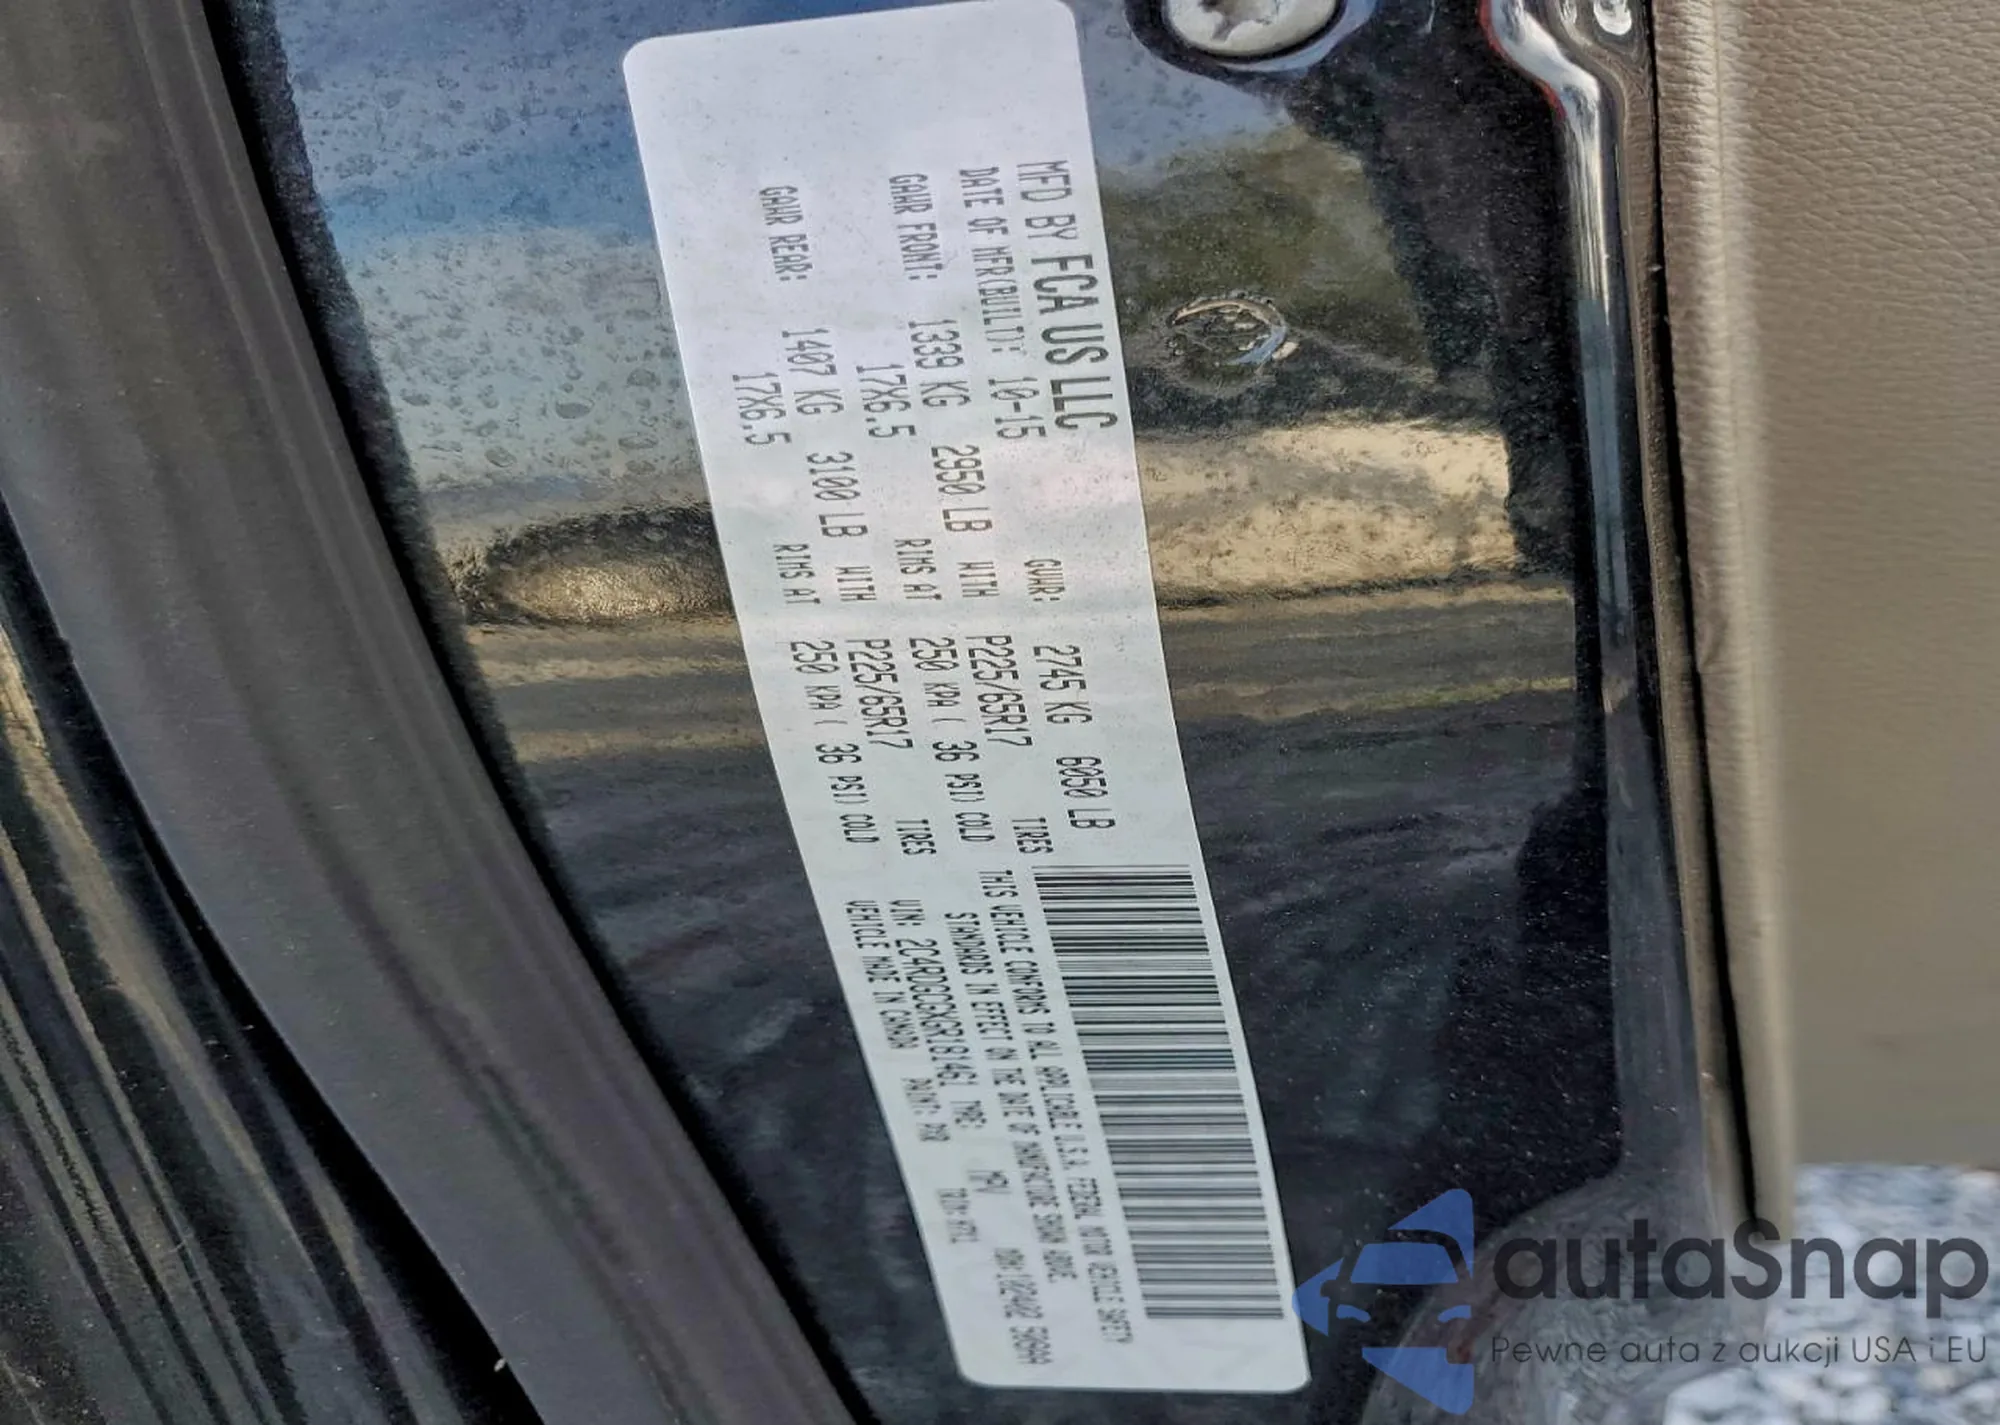 MFD BY FCA US LLC
DATE OF MFR(BUILT): 10-15 GVWR: 2745 KG 6050 LB
GAWR FRONT: 1339 KG 2950 LB WITH P225/65R17 TIRES
17X6.5 RIMS AT 250 KPA ( 36 PSI) COLD
GAWR REAR: 1407 KG 3100 LB WITH P225/65R17 TIRES
17X6.5 RIMS AT 250 KPA ( 36 PSI) COLD
THIS VEHICLE CONFORMS TO ALL APPLICABLE U.S.A. FEDERAL MOTOR VEHICLE SAFETY
STANDARDS IN EFFECT ON THE DATE OF MANUFACTURE SHOWN ABOVE.
VIN: 2C4RDGCGXGR181461 TYPE: MPV
VEHICLE MADE IN CANADA PAINT: PXR
autaSnap
Pewne auta z aukcji USA i EU